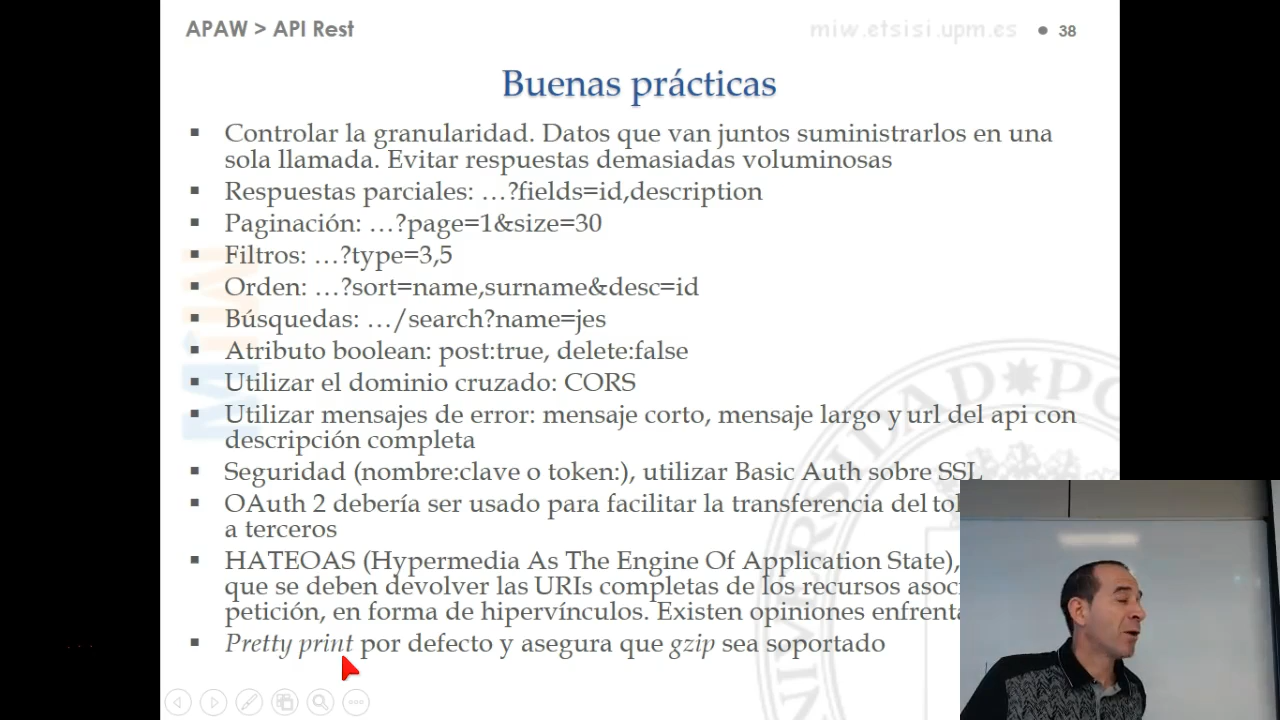 APAW > API Rest
miw.etsisi.upm.es
38
Buenas prácticas
Controlar la granularidad. Datos que van juntos suministrarlos en una
sola llamada. Evitar respuestas demasiadas voluminosas
Respuestas parciales: …?fields=id,description
Paginación: …?page=1&size=30
Filtros: …?type=3,5
Orden: …?sort=name,surname&desc=id
Búsquedas: …/search?name=jes
Atributo boolean: post:true, delete:false
Utilizar el dominio cruzado: CORS
Utilizar mensajes de error: mensaje corto, mensaje largo y url del api con
descripción completa
Seguridad (nombre:clave o token:), utilizar Basic Auth sobre SSL
OAuth 2 debería ser usado para facilitar la transferencia del
a terceros
HATEOAS (Hypermedia As The Engine Of Application State),
que se deben devolver las URIs completas de los recursos
petición, en forma de hipervínculos. Existen opiniones
Pretty print por defecto y asegura que gzip sea soportado